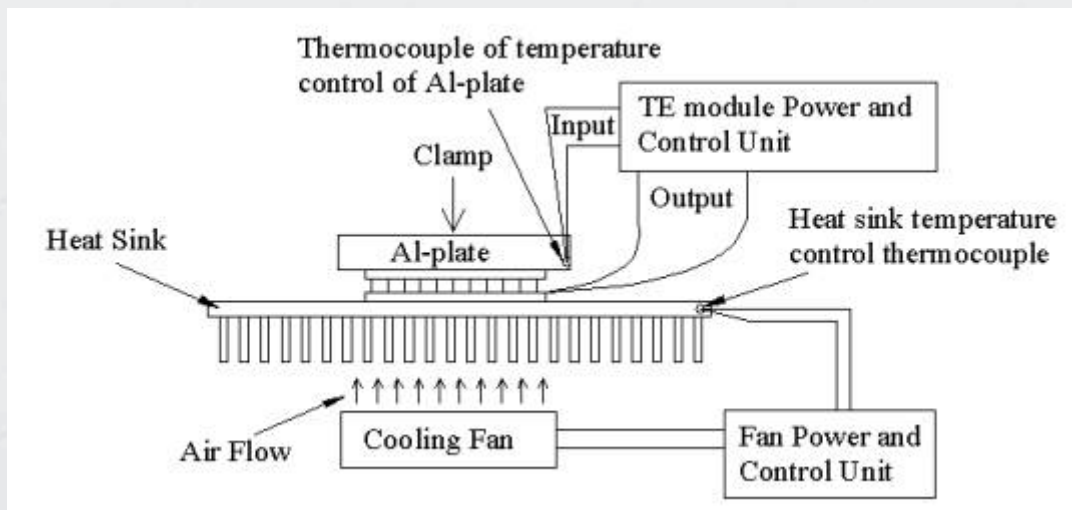 Thermocouple of temperature
control of Al-plate
TE module Power and
Control Unit
Input
Clamp
Output
Heat sink temperature
control thermocouple
Heat Sink
Al-plate
Air Flow
Cooling Fan
Fan Power and
Control Unit